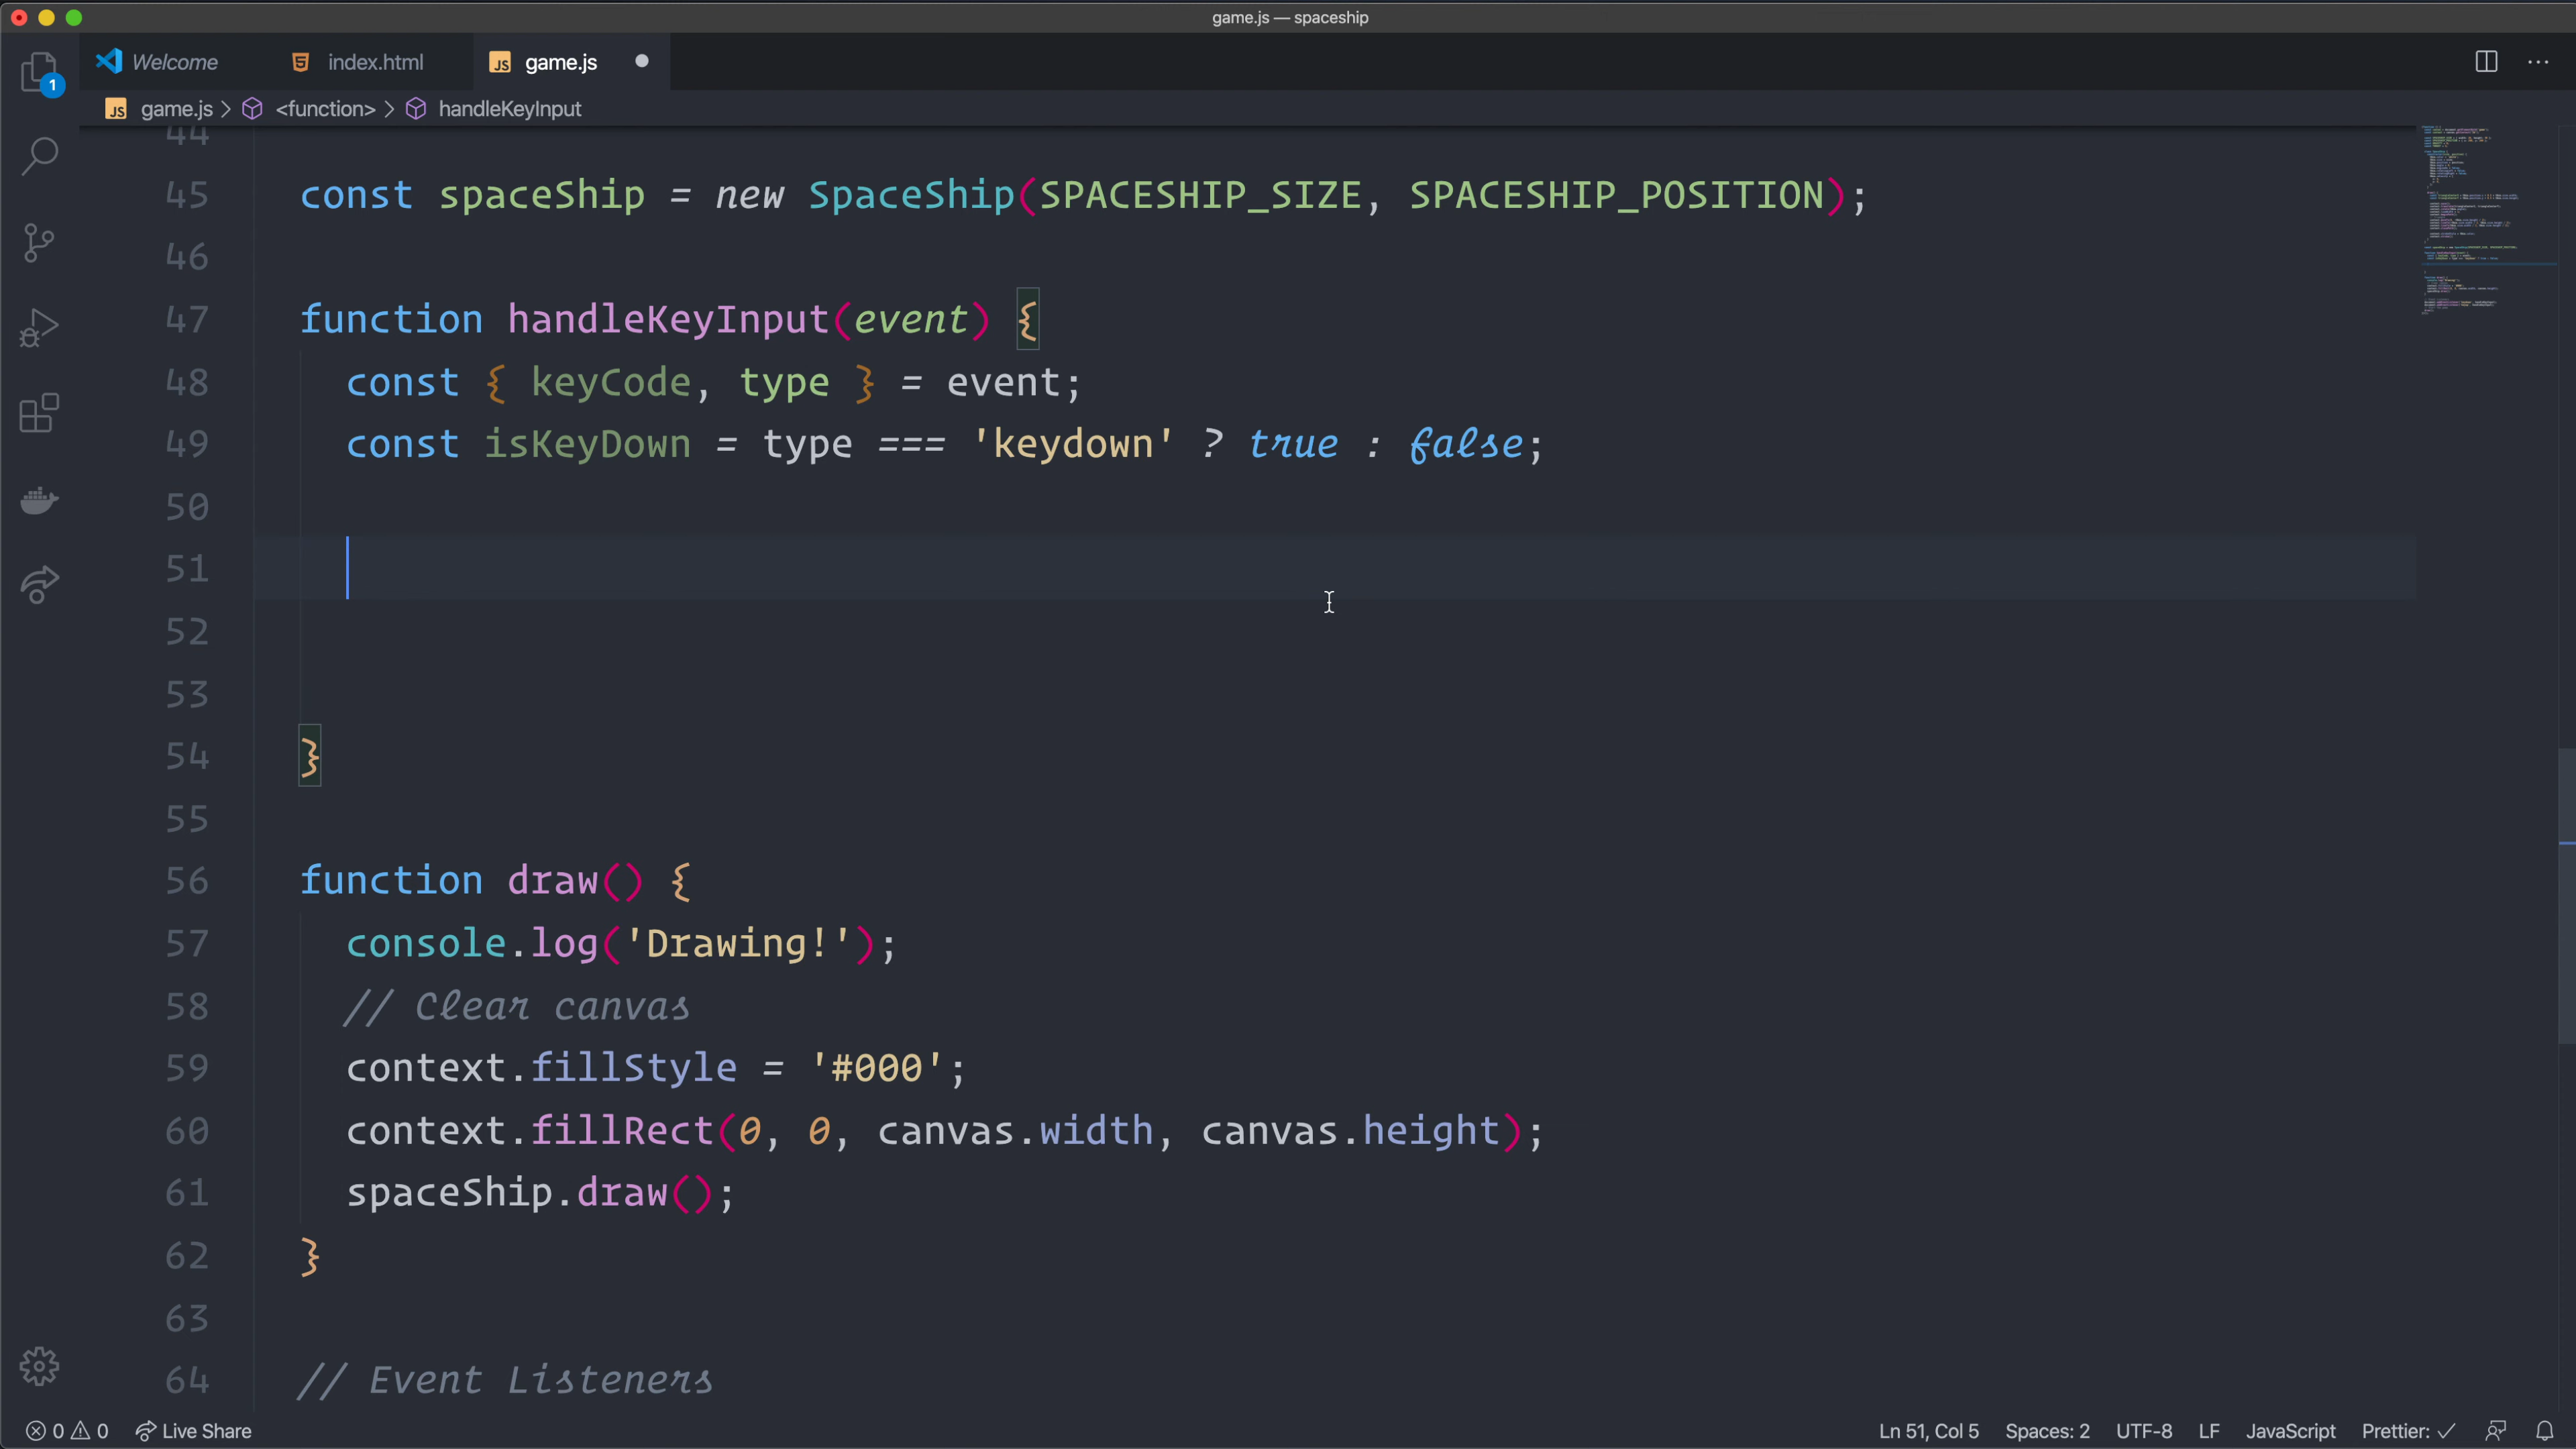 game.js — spaceship
Welcome
index.html
game.js
1
game.js > <function> > handleKeyInput
44
45 const spaceShip = new SpaceShip(SPACESHIP_SIZE, SPACESHIP_POSITION);
46
47 function handleKeyInput(event) {
48 const { keyCode, type } = event;
49 const isKeyDown = type === 'keydown' ? true : false;
50
51
52
53
54 }
55
56 function draw() {
57 console.log('Drawing!');
58 // Clear canvas
59 context.fillStyle = '#000';
60 context.fillRect(0, 0, canvas.width, canvas.height);
61 spaceShip.draw();
62 }
63
64 // Event Listeners
0 0 Live Share Ln 51, Col 5 Spaces: 2 UTF-8 LF JavaScript Prettier: ✓